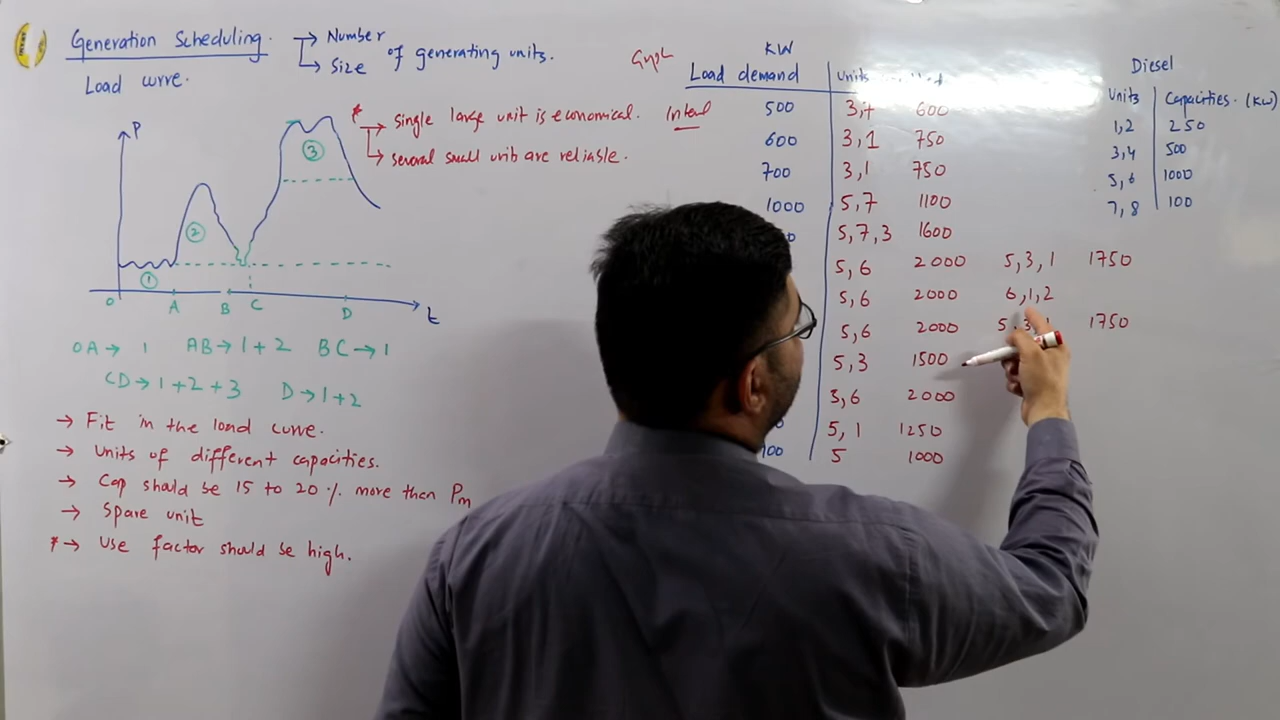 Generation Scheduling. → Number
→ Size of generating units.
Load curve.
P
1
2
3
0 A B C D t
OA → 1 AB → 1+2 BC → 1
CD → 1+2+3 D → 1+2
→ Fit in the load curve.
→ Units of different capacities.
→ Cap should be 15 to 20 % more than Pm
→ Spare unit
* → Use factor should be high.
* → Single large unit is economical.
→ several small units are reliable.
KW
Load demand Units
500 3,7 600
600 3,1 750
700 3,1 750
1000 5,7 1100
5,7,3 1600
5,6 2000 5,3,1 1750
5,6 2000 6,1,2
5,6 2000 1750
5,3 1500
5,6 2000
5,1 1250
5 1000
Diesel
Units Capacities. (KW)
1,2 250
3,4 500
5,6 1000
7,8 100